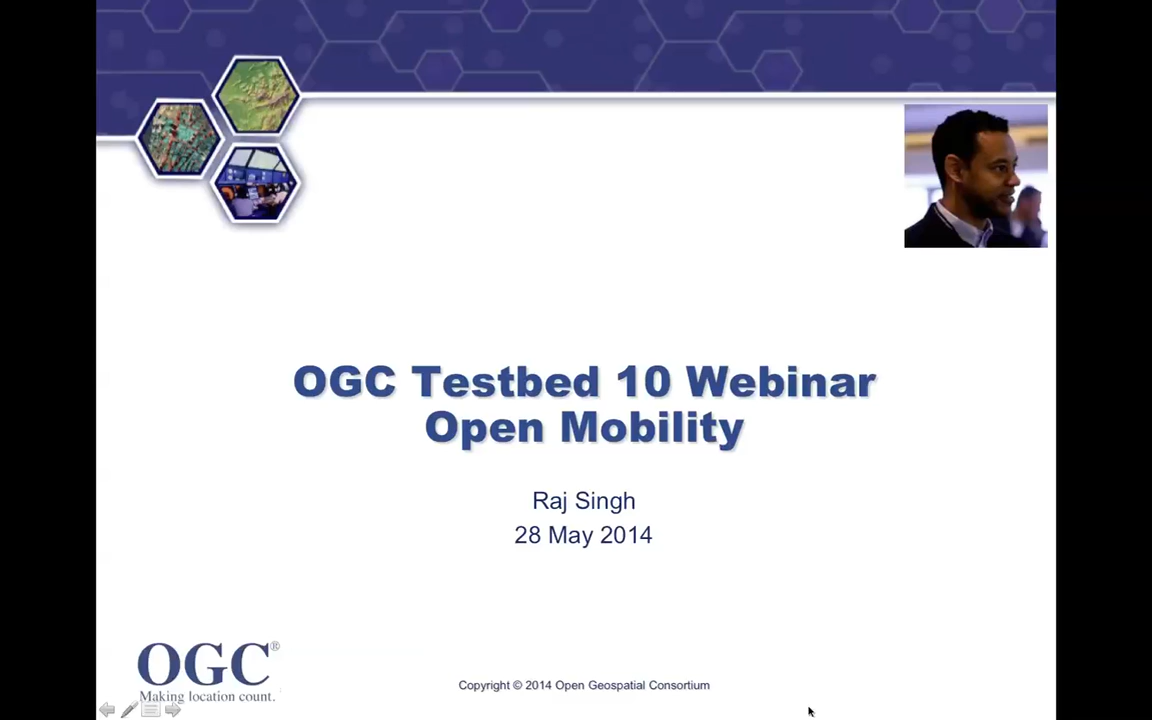 OGC Testbed 10 Webinar
Open Mobility
Raj Singh
28 May 2014
OGC®
Making location count.
Copyright © 2014 Open Geospatial Consortium